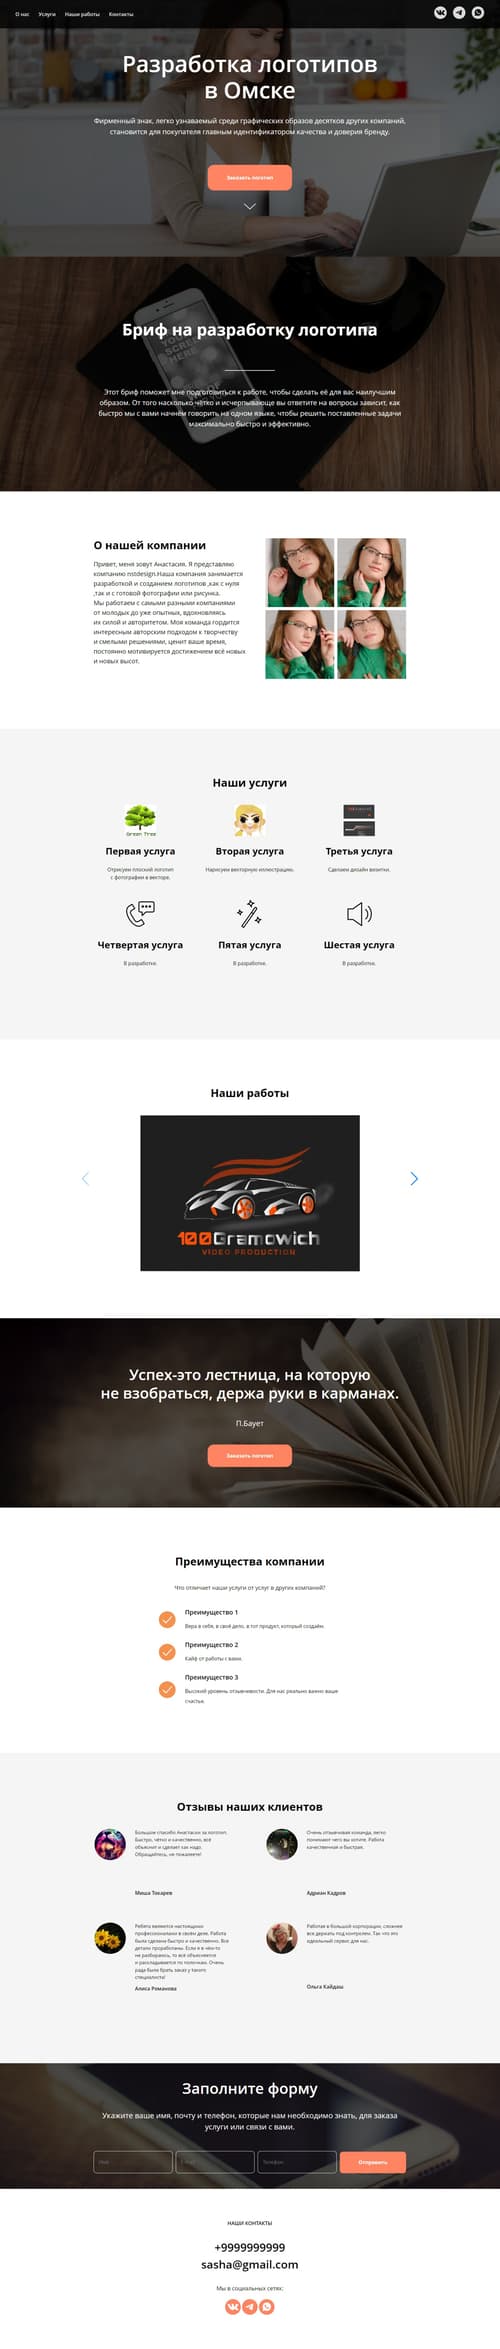 О нас Услуги Наши работы Контакты
Разработка логотипов
в Омске
Фирменный знак, легко узнаваемый среди графических образов десятков других компаний,
становится для покупателя главным идентификатором качества и доверия бренду.
Заказать логотип
YOUR
SCREEN
HERE
Бриф на разработку логотипа
Этот бриф поможет мне подготовиться к работе, чтобы сделать её для вас наилучшим
образом. От того насколько чётко и исчерпывающе вы ответите на вопросы зависит, как
быстро мы с вами начнем говорить на одном языке, чтобы решить поставленные задачи
максимально быстро и эффективно.
О нашей компании
Привет, меня зовут Анастасия. Я представляю
компанию nstdesign.Наша компания занимается
разработкой и созданием логотипов ,как с нуля
,так и с готовой фотографии или рисунка.
Мы работаем с самыми разными компаниями
от молодых до уже опытных, вдохновляясь
их силой и авторитетом. Моя команда гордится
интересным авторским подходом к творчеству
и смелыми решениями, ценит ваше время,
постоянно мотивируется достижением всё новых
и новых высот.
Наши услуги
Green Tree
Первая услуга
Вторая услуга
Третья услуга
Отрисуем плоский логотип
с фотографии в векторе.
Нарисуем векторную иллюстрацию.
Сделаем дизайн визитки.
Четвертая услуга
Пятая услуга
Шестая услуга
В разработке.
В разработке.
В разработке.
Наши работы
100Gramowich
VIDEO PRODUCTION
Успех-это лестница, на которую
не взобраться, держа руки в карманах.
П.Баует
Заказать логотип
Преимущества компании
Что отличает наши услуги от услуг в других компаний?
Преимущество 1
Вера в себя, в своё дело, в тот продукт, который создаём.
Преимущество 2
Кайф от работы с вами.
Преимущество 3
Высокий уровень отзывчивости. Для нас реально важно ваше
счастье.
Отзывы наших клиентов
Большое спасибо Анастасии за логотип.
Быстро, чётко и качественно, всё
объяснит и сделает как надо.
Обращайтесь, не пожалеете!
Миша Токарев
Очень отзывчивая команда, легко
понимают чего вы хотите. Работа
качественная и быстрая.
Адриан Кадров
Ребята являются настоящими
профессионалами в своём деле. Работа
была сделана быстро и качественно. Все
детали проработаны. Если я в чём-то
не разбираюсь, то всё объясняется
и раскладывается по полочкам. Очень
рада была брать заказ у такого
специалиста!
Алиса Романова
Работая в большой корпорации, сложнее
все держать под контролем. Так что это
идеальный сервис для нас.
Ольга Кайдаш
Заполните форму
Укажите ваше имя, почту и телефон, которые нам необходимо знать, для заказа
услуги или связи с вами.
Имя
E-mail
Телефон
Отправить
НАШИ КОНТАКТЫ
+9999999999
sasha@gmail.com
Мы в социальных сетях: